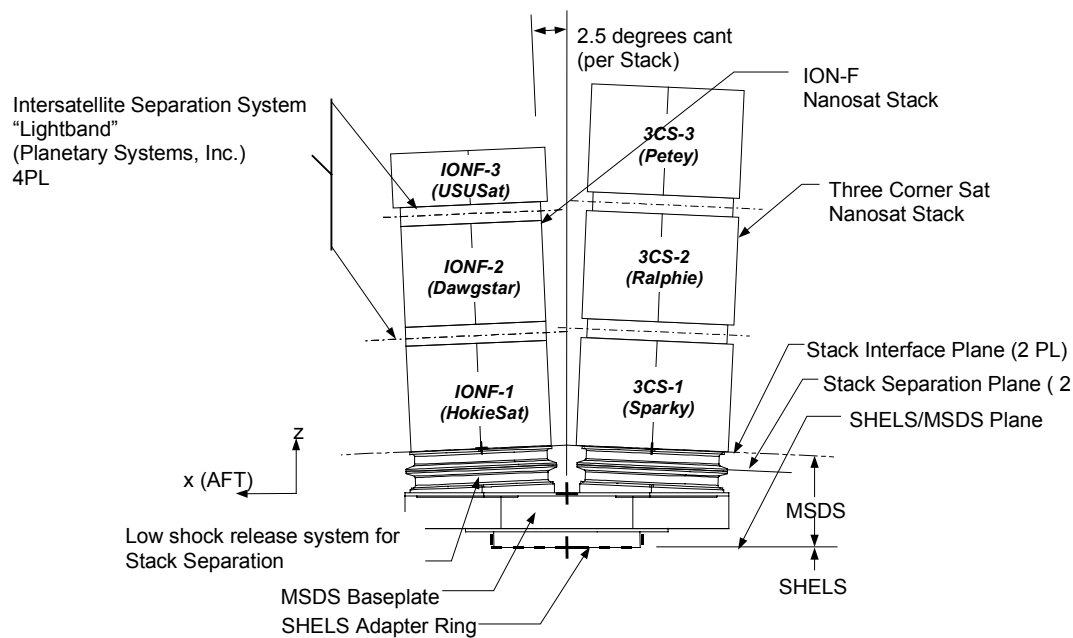 2.5 degrees cant
(per Stack)
ION-F
Nanosat Stack
Intersatellite Separation System
“Lightband”
(Planetary Systems, Inc.)
4PL
3CS-3
(Petey)
IONF-3
(USUSat)
Three Corner Sat
Nanosat Stack
IONF-2
(Dawgstar)
3CS-2
(Ralphie)
Stack Interface Plane (2 PL)
IONF-1
(HokieSat)
3CS-1
(Sparky)
Stack Separation Plane ( 2
SHELS/MSDS Plane
z
x (AFT)
MSDS
Low shock release system for
Stack Separation
SHELS
MSDS Baseplate
SHELS Adapter Ring